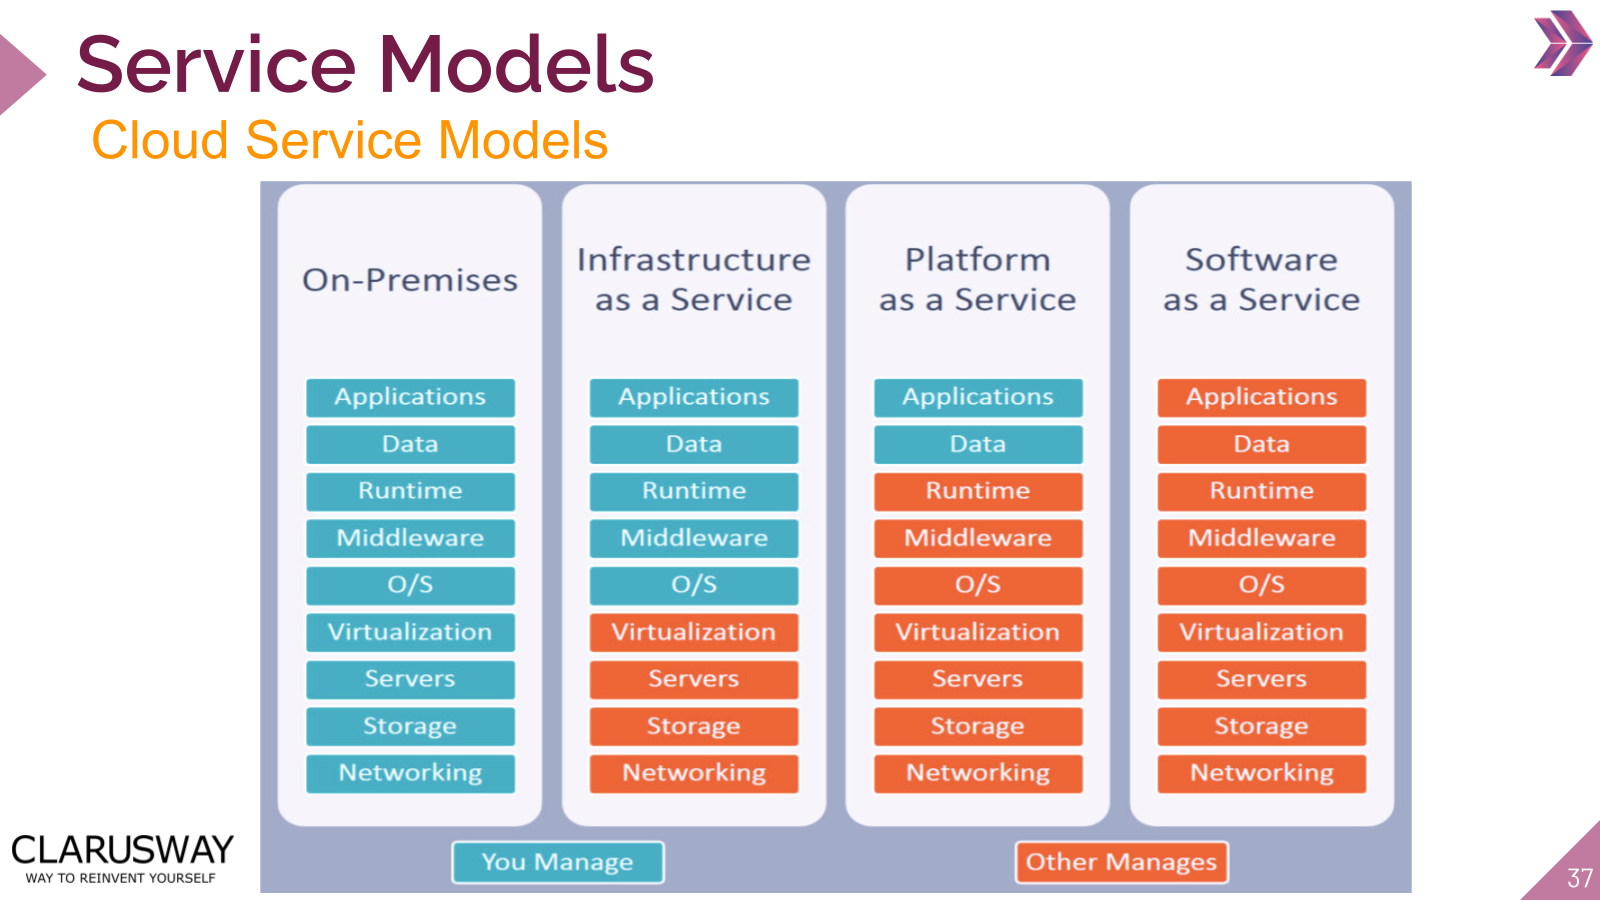 Service Models
Cloud Service Models
On-Premises
Applications
Data
Runtime
Middleware
O/S
Virtualization
Servers
Storage
Networking
Infrastructure
as a Service
Applications
Data
Runtime
Middleware
O/S
Virtualization
Servers
Storage
Networking
Platform
as a Service
Applications
Data
Runtime
Middleware
O/S
Virtualization
Servers
Storage
Networking
Software
as a Service
Applications
Data
Runtime
Middleware
O/S
Virtualization
Servers
Storage
Networking
You Manage
Other Manages
CLARUSWAY
WAY TO REINVENT YOURSELF
37